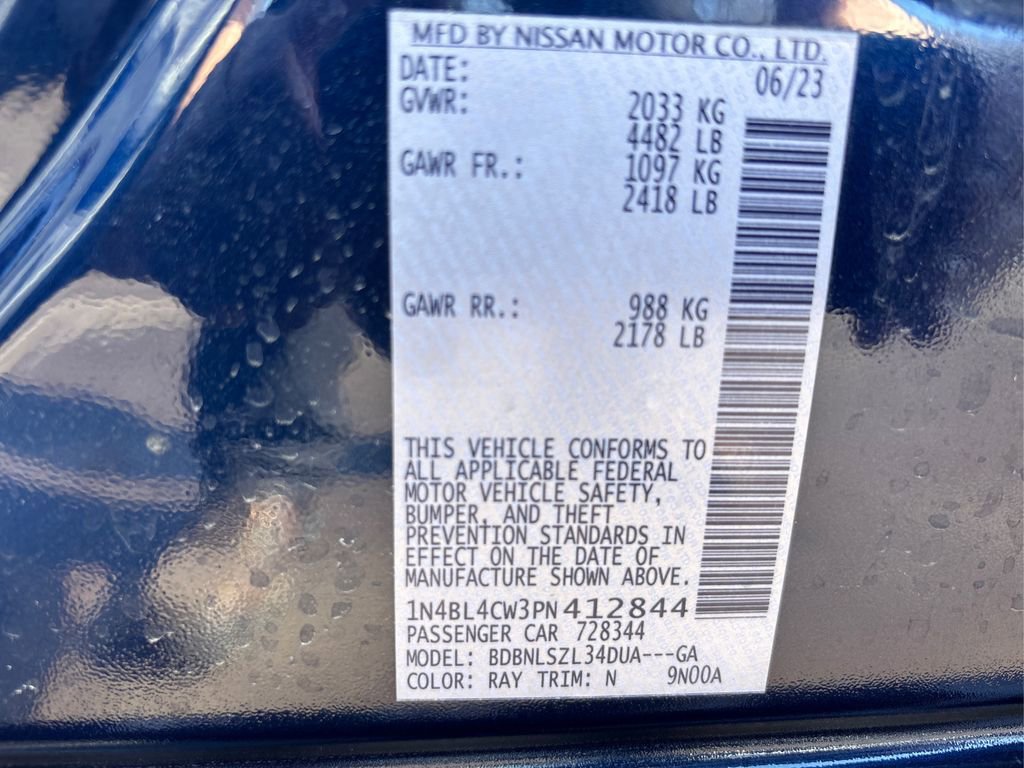 MFD BY NISSAN MOTOR CO., LTD.
DATE: 06/23
GVWR: 2033 KG
4482 LB
GAWR FR.: 1097 KG
2418 LB
GAWR RR.: 988 KG
2178 LB
THIS VEHICLE CONFORMS TO
ALL APPLICABLE FEDERAL
MOTOR VEHICLE SAFETY,
BUMPER, AND THEFT
PREVENTION STANDARDS IN
EFFECT ON THE DATE OF
MANUFACTURE SHOWN ABOVE.
1N4BL4CW3PN412844
PASSENGER CAR 728344
MODEL: BDBNLSZL34DUA---GA
COLOR: RAY TRIM: N 9N00A